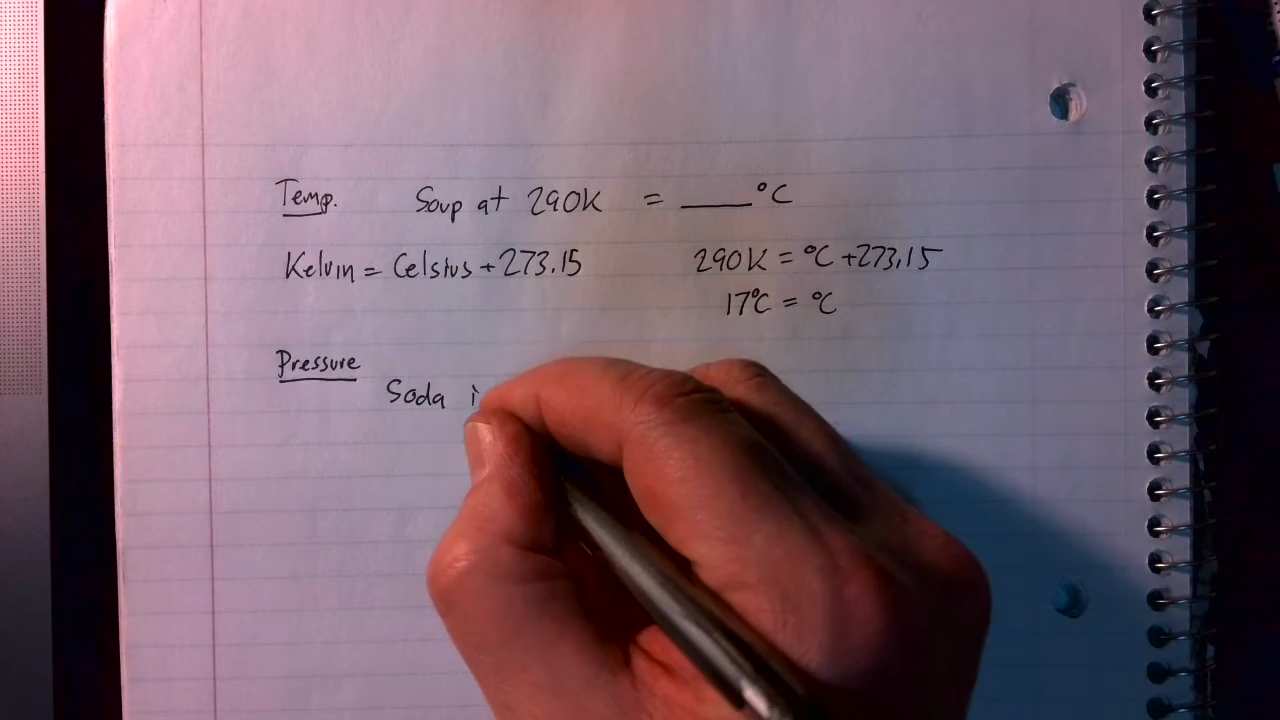 Temp. Soup at 290K = ____°C
Kelvin = Celsius + 273.15 290K = °C + 273.15
17°C = °C
Pressure
Soda i